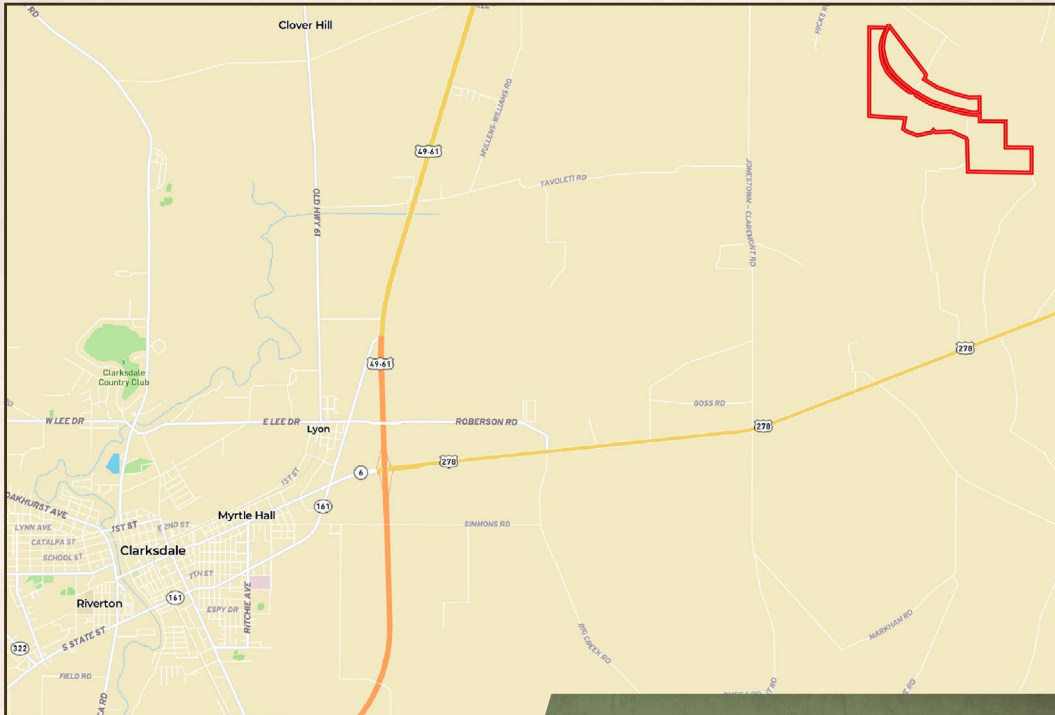 RD
Clover Hill
HICKS RD
MULLENS-WILLIAMS RD
49-61
OLD HWY 61
TAVOLETI RD
JONESTOWN - CLAREMONT RD
278
49-61
Clarksdale
Country Club
GOSS RD
W LEE DR
E LEE DR
Lyon
ROBERSON RD
278
278
6
1ST ST
161
OAKHURST AVE
Myrtle Hall
SIMMONS RD
1ST ST
E 2ND ST
LYNN AVE
CATALPA ST
SCHOOL ST
Clarksdale
7TH ST
161
Riverton
ESPY DR
RITCHIE AVE
S STATE ST
322
FIELD RD
BIG CREEK RD
MARKHAM RD